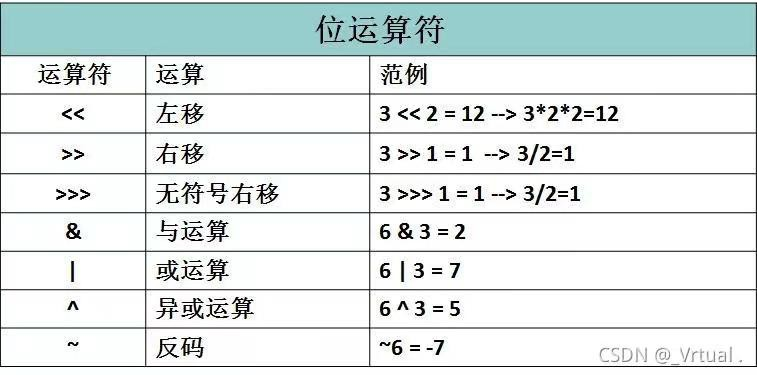 位运算符
运算符 运算 范例
<< 左移 3 << 2 = 12 --> 3*2*2=12
>> 右移 3 >> 1 = 1 --> 3/2=1
>>> 无符号右移 3 >>> 1 = 1 --> 3/2=1
& 与运算 6 & 3 = 2
| 或运算 6 | 3 = 7
^ 异或运算 6 ^ 3 = 5
~ 反码 ~6 = -7
CSDN @_Vrtual .